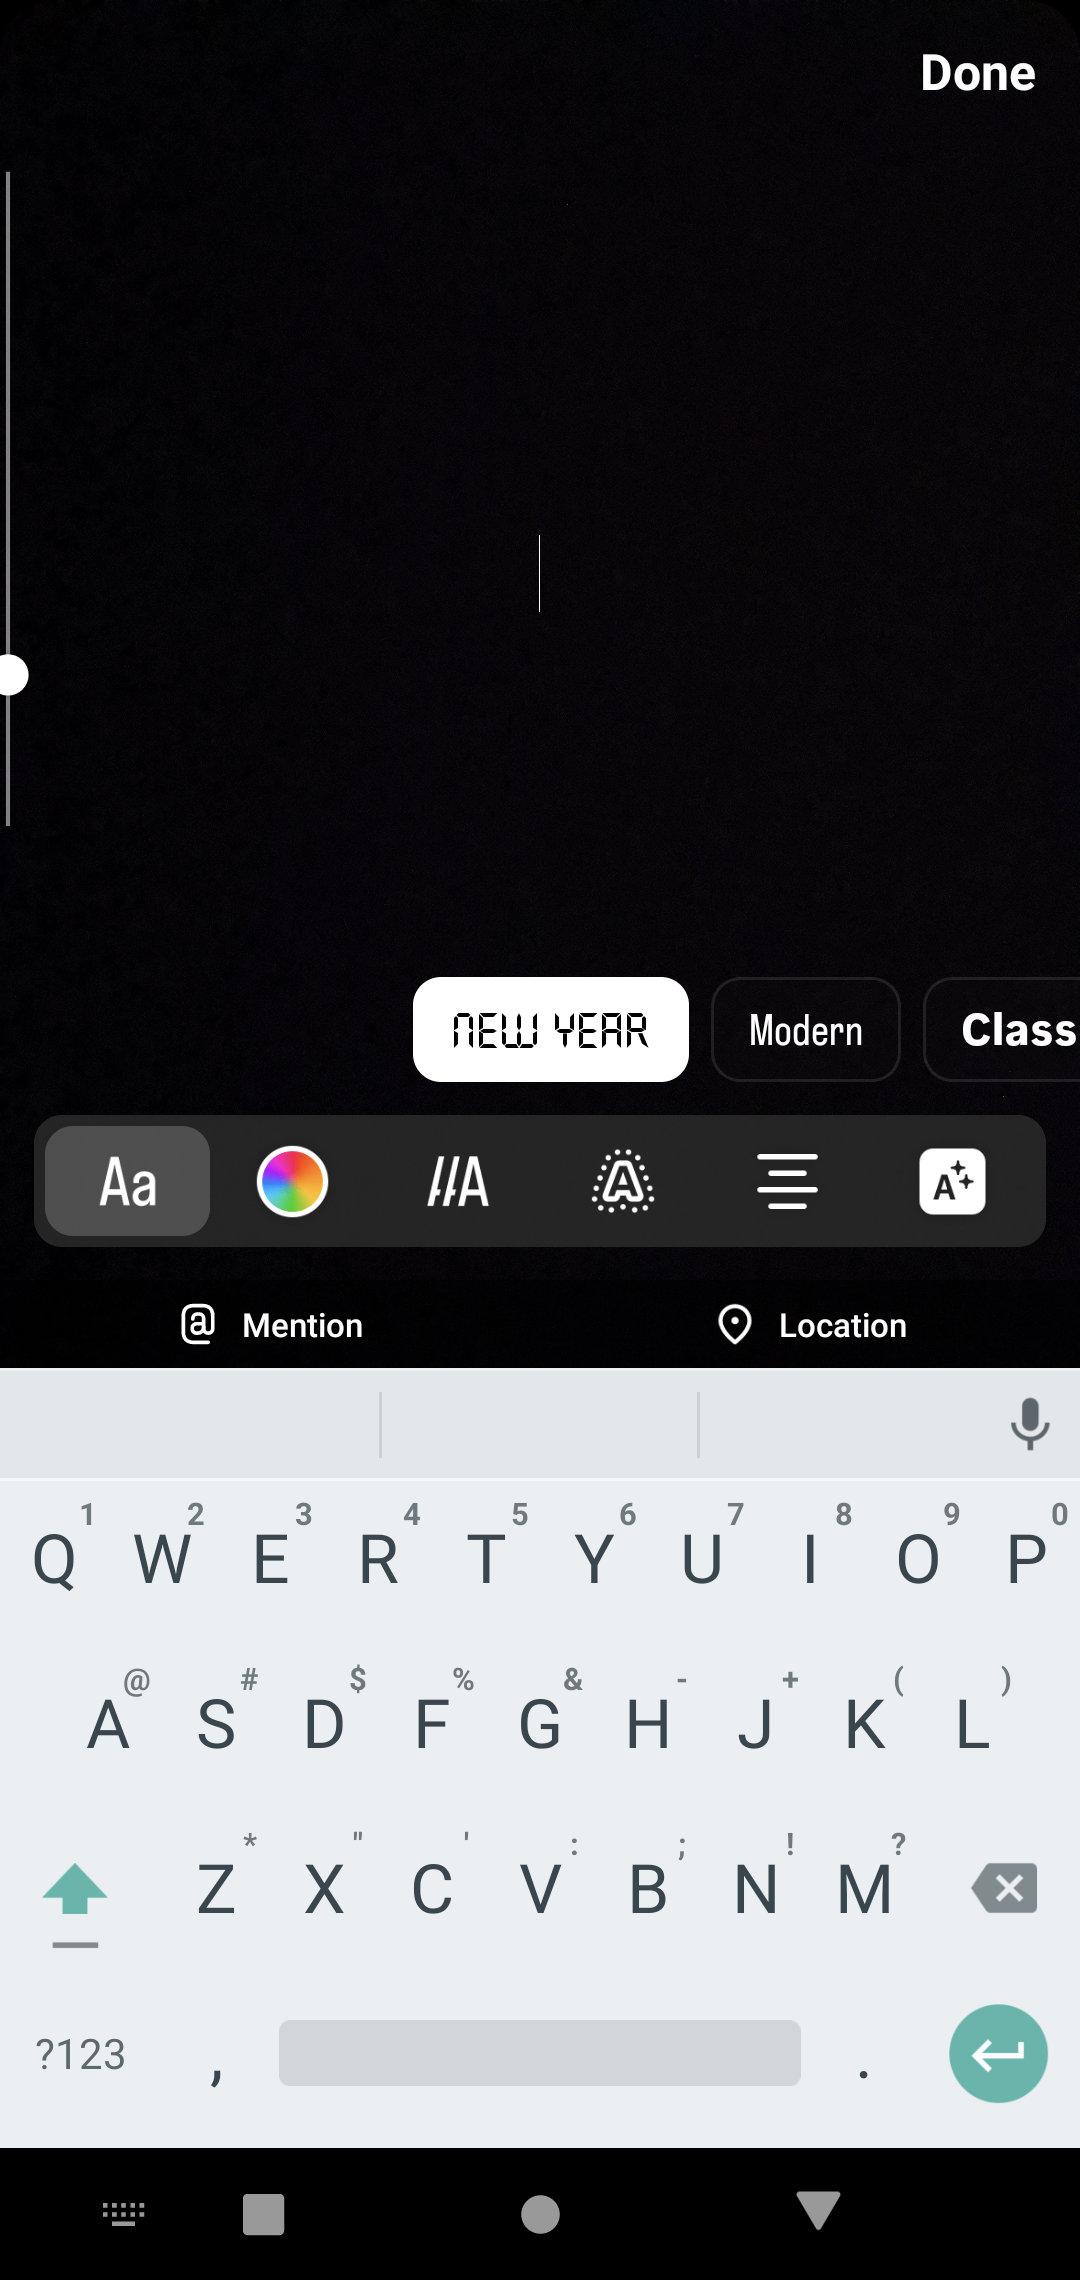 Done
NEW YEAR Modern Class
Aa A A A
@ Mention Location
1 2 3 4 5 6 7 8 9 0
Q W E R T Y U I O P
@ # $ % & - + ( )
A S D F G H J K L
* " ' : ; ! ?
Z X C V B N M
?123 , .